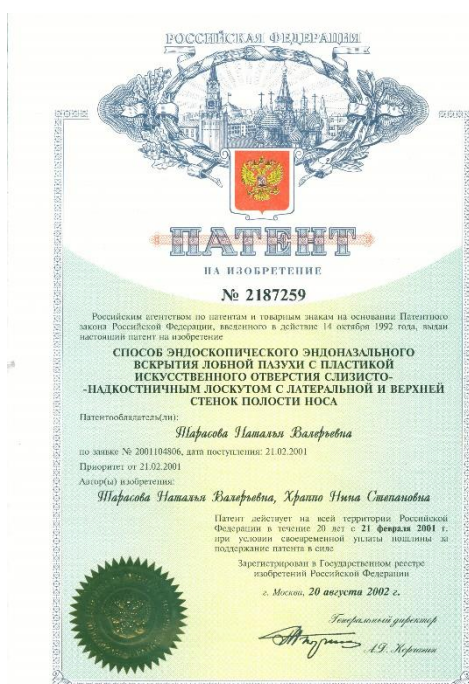 РОССИЙСКАЯ ФЕДЕРАЦИЯ
ПАТЕНТ
НА ИЗОБРЕТЕНИЕ
№ 2187259
Российским агентством по патентам и товарным знакам на основании Патентного
закона Российской Федерации, введенного в действие 14 октября 1992 года, выдан
настоящий патент на изобретение
СПОСОБ ЭНДОСКОПИЧЕСКОГО ЭНДОНАЗАЛЬНОГО
ВСКРЫТИЯ ЛОБНОЙ ПАЗУХИ С ПЛАСТИКОЙ
ИСКУССТВЕННОГО ОТВЕРСТИЯ СЛИЗИСТО-
-НАДКОСТНИЧНЫМ ЛОСКУТОМ С ЛАТЕРАЛЬНОЙ И ВЕРХНЕЙ
СТЕНОК ПОЛОСТИ НОСА
Патентообладатель(ли):
Тарасова Наталья Валерьевна
по заявке № 2001104806, дата поступления: 21.02.2001
Приоритет от 21.02.2001
Автор(ы) изобретения:
Тарасова Наталья Валерьевна, Храппо Нина Степановна
Патент действует на всей территории Российской
Федерации в течение 20 лет с 21 февраля 2001 г.
при условии своевременной уплаты пошлины за
поддержание патента в силе
Зарегистрирован в Государственном реестре
изобретений Российской Федерации
г. Москва, 20 августа 2002 г.
Генеральный директор
А.Д. Корчагин